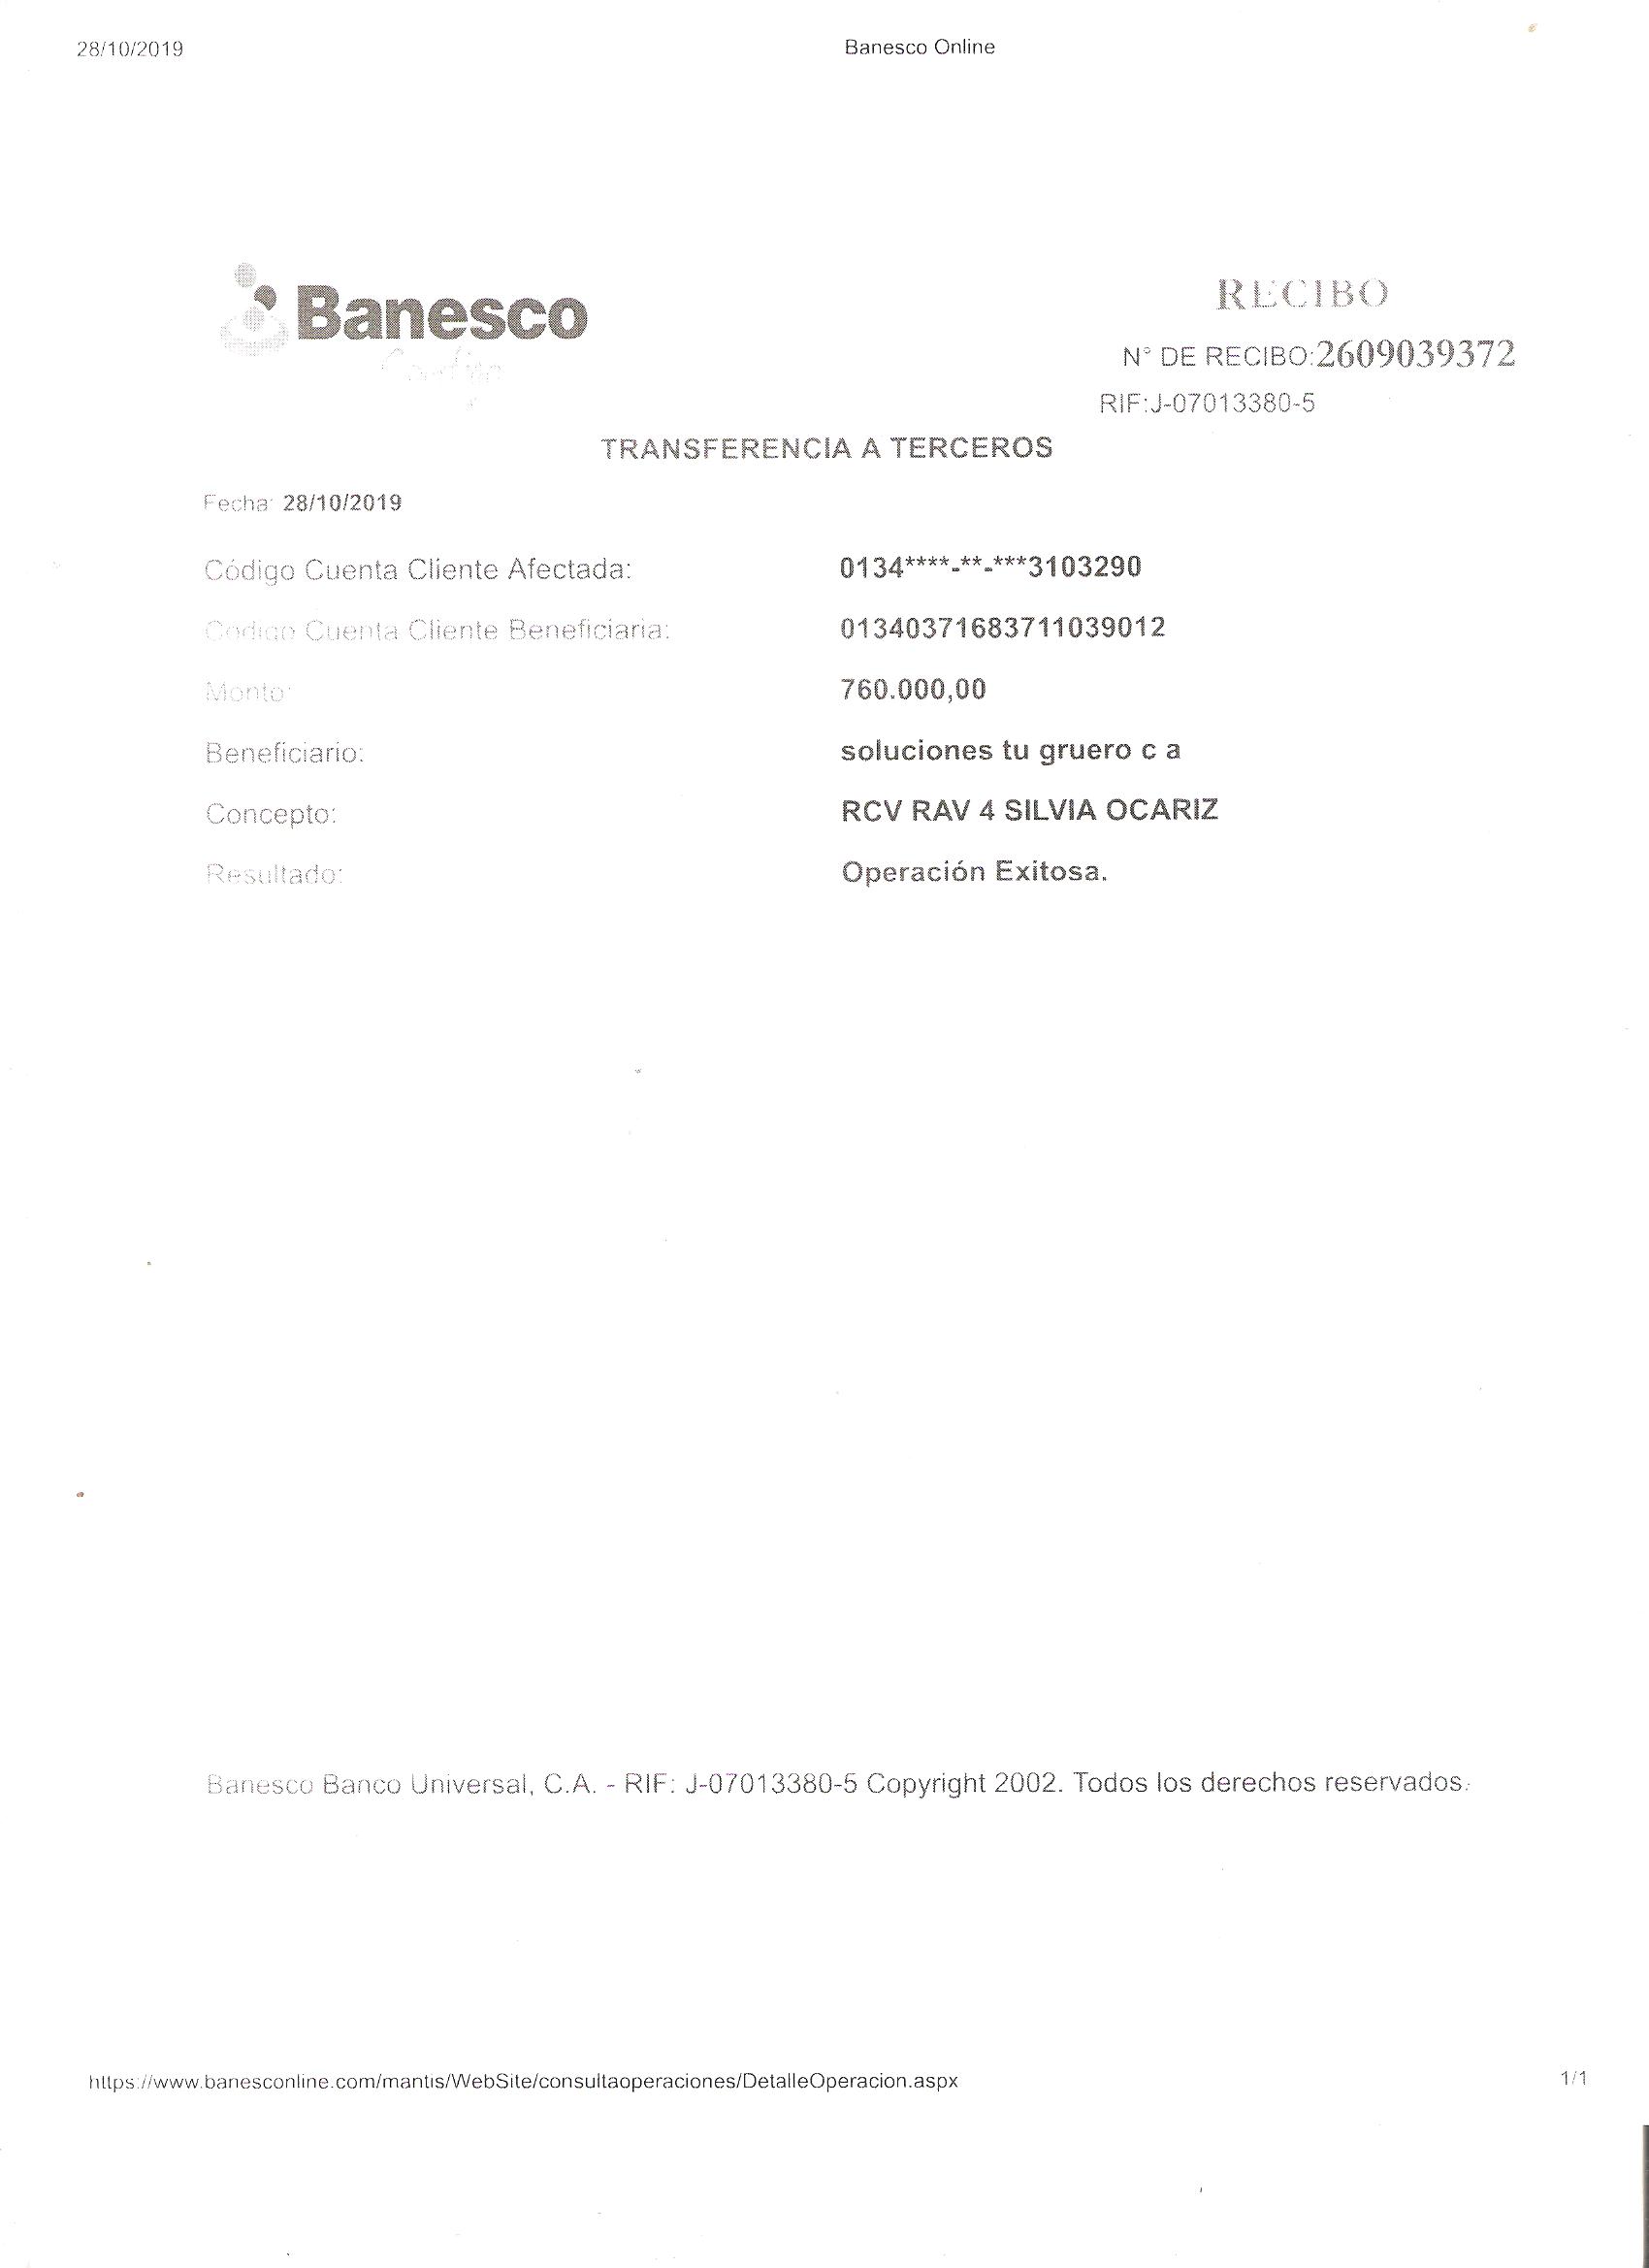 28/10/2019 Banesco Online
Banesco
RECIBO
N° DE RECIBO:2609039372
RIF:J-07013380-5
TRANSFERENCIA A TERCEROS
Fecha: 28/10/2019
Código Cuenta Cliente Afectada: 0134****-**-***3103290
Codigo Cuenta Cliente Beneficiaria: 01340371683711039012
Monto: 760.000,00
Beneficiario: soluciones tu gruero c a
Concepto: RCV RAV 4 SILVIA OCARIZ
Resultado: Operación Exitosa.
Banesco Banco Universal, C.A. - RIF: J-07013380-5 Copyright 2002. Todos los derechos reservados.
https://www.banesconline.com/mantis/WebSite/consultaoperaciones/DetalleOperacion.aspx 1/1